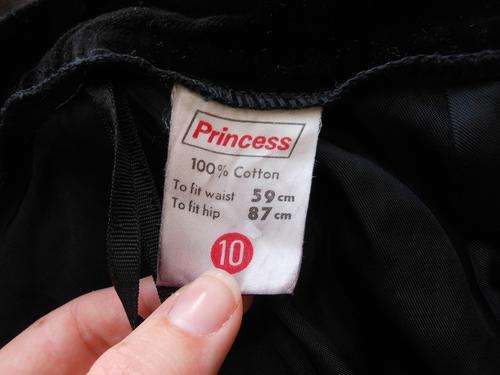 Princess
100% Cotton
To fit waist 59 cm
To fit hip 87 cm
10